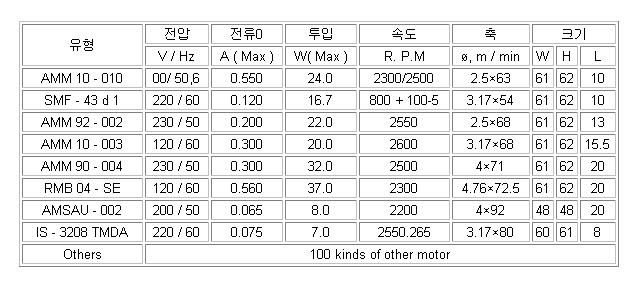 유형 전압 전류0 투입 속도 축 크기
V / Hz A ( Max ) W( Max ) R. P.M ø, m / min W H L
AMM 10 - 010 00/ 50,6 0.550 24.0 2300/2500 2.5×63 61 62 10
SMF - 43 d 1 220 / 60 0.120 16.7 800 + 100-5 3.17×54 61 62 10
AMM 92 - 002 230 / 50 0.200 22.0 2550 2.5×68 61 62 13
AMM 10 - 003 120 / 60 0.300 20.0 2600 3.17×68 61 62 15.5
AMM 90 - 004 230 / 50 0.300 32.0 2500 4×71 61 62 20
RMB 04 - SE 120 / 60 0.560 37.0 2300 4.76×72.5 61 62 20
AMSAU - 002 200 / 50 0.065 8.0 2200 4×92 48 48 20
IS - 3208 TMDA 220 / 60 0.075 7.0 2550.265 3.17×80 60 61 8
Others 100 kinds of other motor